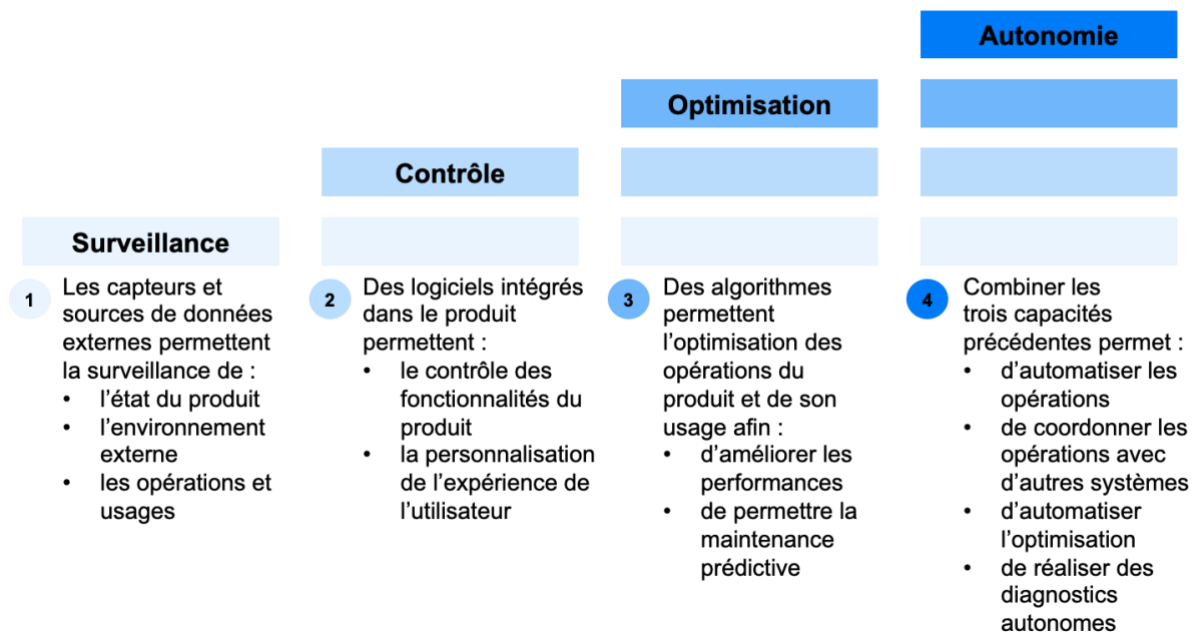 Autonomie
Optimisation
Contrôle
Surveillance
1
Les capteurs et
sources de données
externes permettent
la surveillance de :
• l’état du produit
• l’environnement
externe
• les opérations et
usages
2
Des logiciels intégrés
dans le produit
permettent :
• le contrôle des
fonctionnalités du
produit
• la personnalisation
de l’expérience de
l’utilisateur
3
Des algorithmes
permettent
l’optimisation des
opérations du
produit et de son
usage afin :
• d’améliorer les
performances
• de permettre la
maintenance
prédictive
4
Combiner les
trois capacités
précédentes permet :
• d’automatiser les
opérations
• de coordonner les
opérations avec
d’autres systèmes
• d’automatiser
l’optimisation
• de réaliser des
diagnostics
autonomes